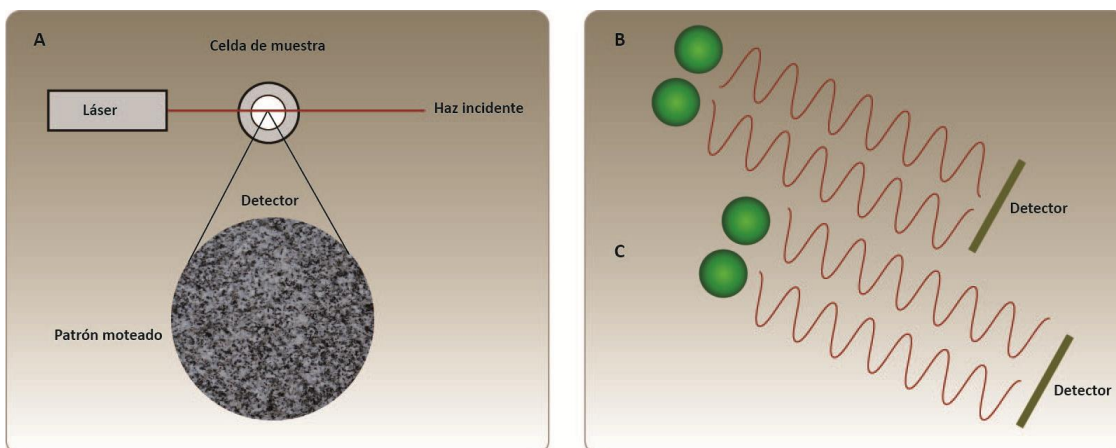 A
Celda de muestra
Láser
Haz incidente
Detector
Patrón moteado
B
Detector
C
Detector